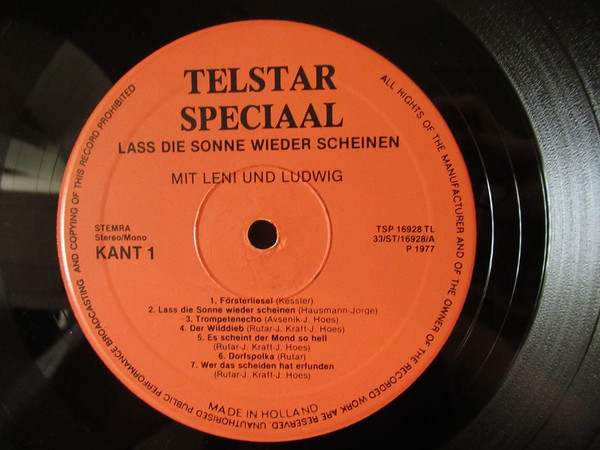 TELSTAR
SPECIAAL
LASS DIE SONNE WIEDER SCHEINEN
MIT LENI UND LUDWIG
STEMRA
Stereo/Mono
KANT 1
TSP 16928 TL
33/ST/16928/A
P 1977
1. Försterliesel (Kessler)
2. Lass die Sonne wieder scheinen (Hausmann-Jorge)
3. Trompetenecho (Avsenik-J. Hoes)
4. Der Wilddieb (Rutar-J. Kraft-J. Hoes)
5. Es scheint der Mond so hell
(Rutar-J. Kraft-J. Hoes)
6. Dorfspolka (Rutar)
7. Wer das scheiden hat erfunden
(Rutar-J. Kraft-J. Hoes)
MADE IN HOLLAND
ALL RIGHTS OF THE MANUFACTURER AND OF THE OWNER OF THE RECORDED WORK ARE RESERVED. UNAUTHORISED PUBLIC PERFORMANCE BROADCASTING AND COPYING OF THIS RECORD PROHIBITED